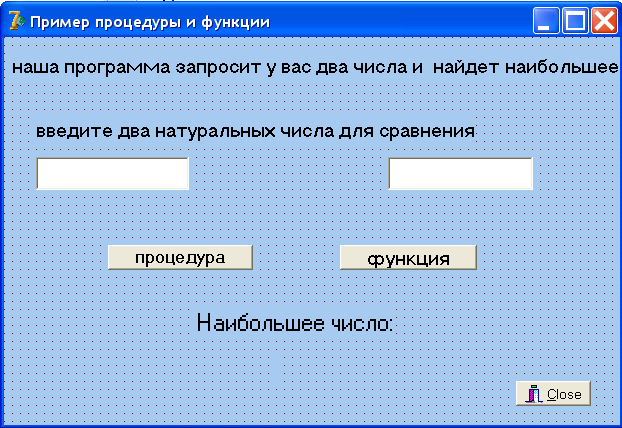 Пример процедуры и функции
наша программа запросит у вас два числа и найдет наибольшее
введите два натуральных числа для сравнения
процедура функция
Наибольшее число:
Close